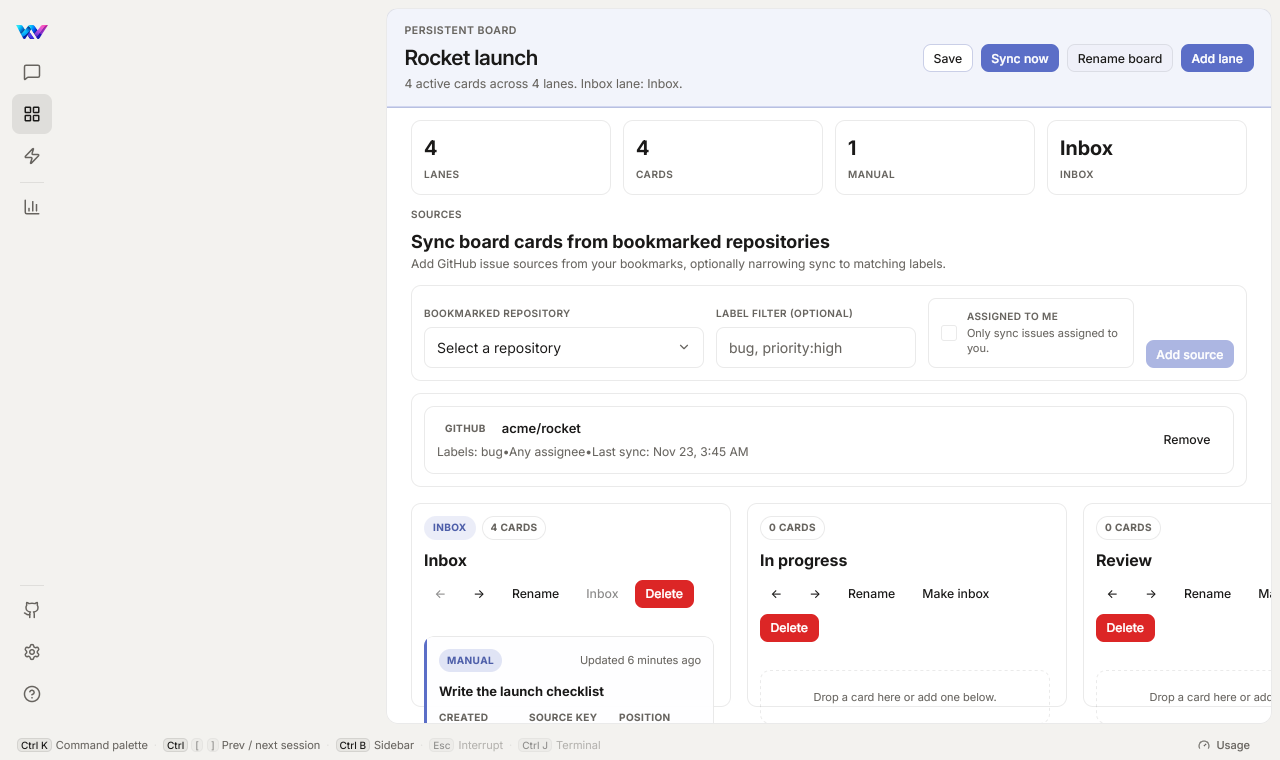 PERSISTENT BOARD
Rocket launch
4 active cards across 4 lanes. Inbox lane: Inbox.
Save
Sync now
Rename board
Add lane
4
LANES
4
CARDS
1
MANUAL
Inbox
INBOX
SOURCES
Sync board cards from bookmarked repositories
Add GitHub issue sources from your bookmarks, optionally narrowing sync to matching labels.
BOOKMARKED REPOSITORY
Select a repository
LABEL FILTER (OPTIONAL)
bug, priority:high
ASSIGNED TO ME
Only sync issues assigned to
you.
Add source
GITHUB acme/rocket
Labels: bug•Any assignee•Last sync: Nov 23, 3:45 AM
Remove
INBOX 4 CARDS
Inbox
← → Rename Inbox Delete
MANUAL Updated 6 minutes ago
Write the launch checklist
CREATED SOURCE KEY POSITION
0 CARDS
In progress
← → Rename Make inbox
Delete
Drop a card here or add one below.
0 CARDS
Review
← → Rename
Delete
Drop a card here or add
Ctrl K Command palette Ctrl [ ] Prev / next session Ctrl B Sidebar Esc Interrupt Ctrl J Terminal
Usage